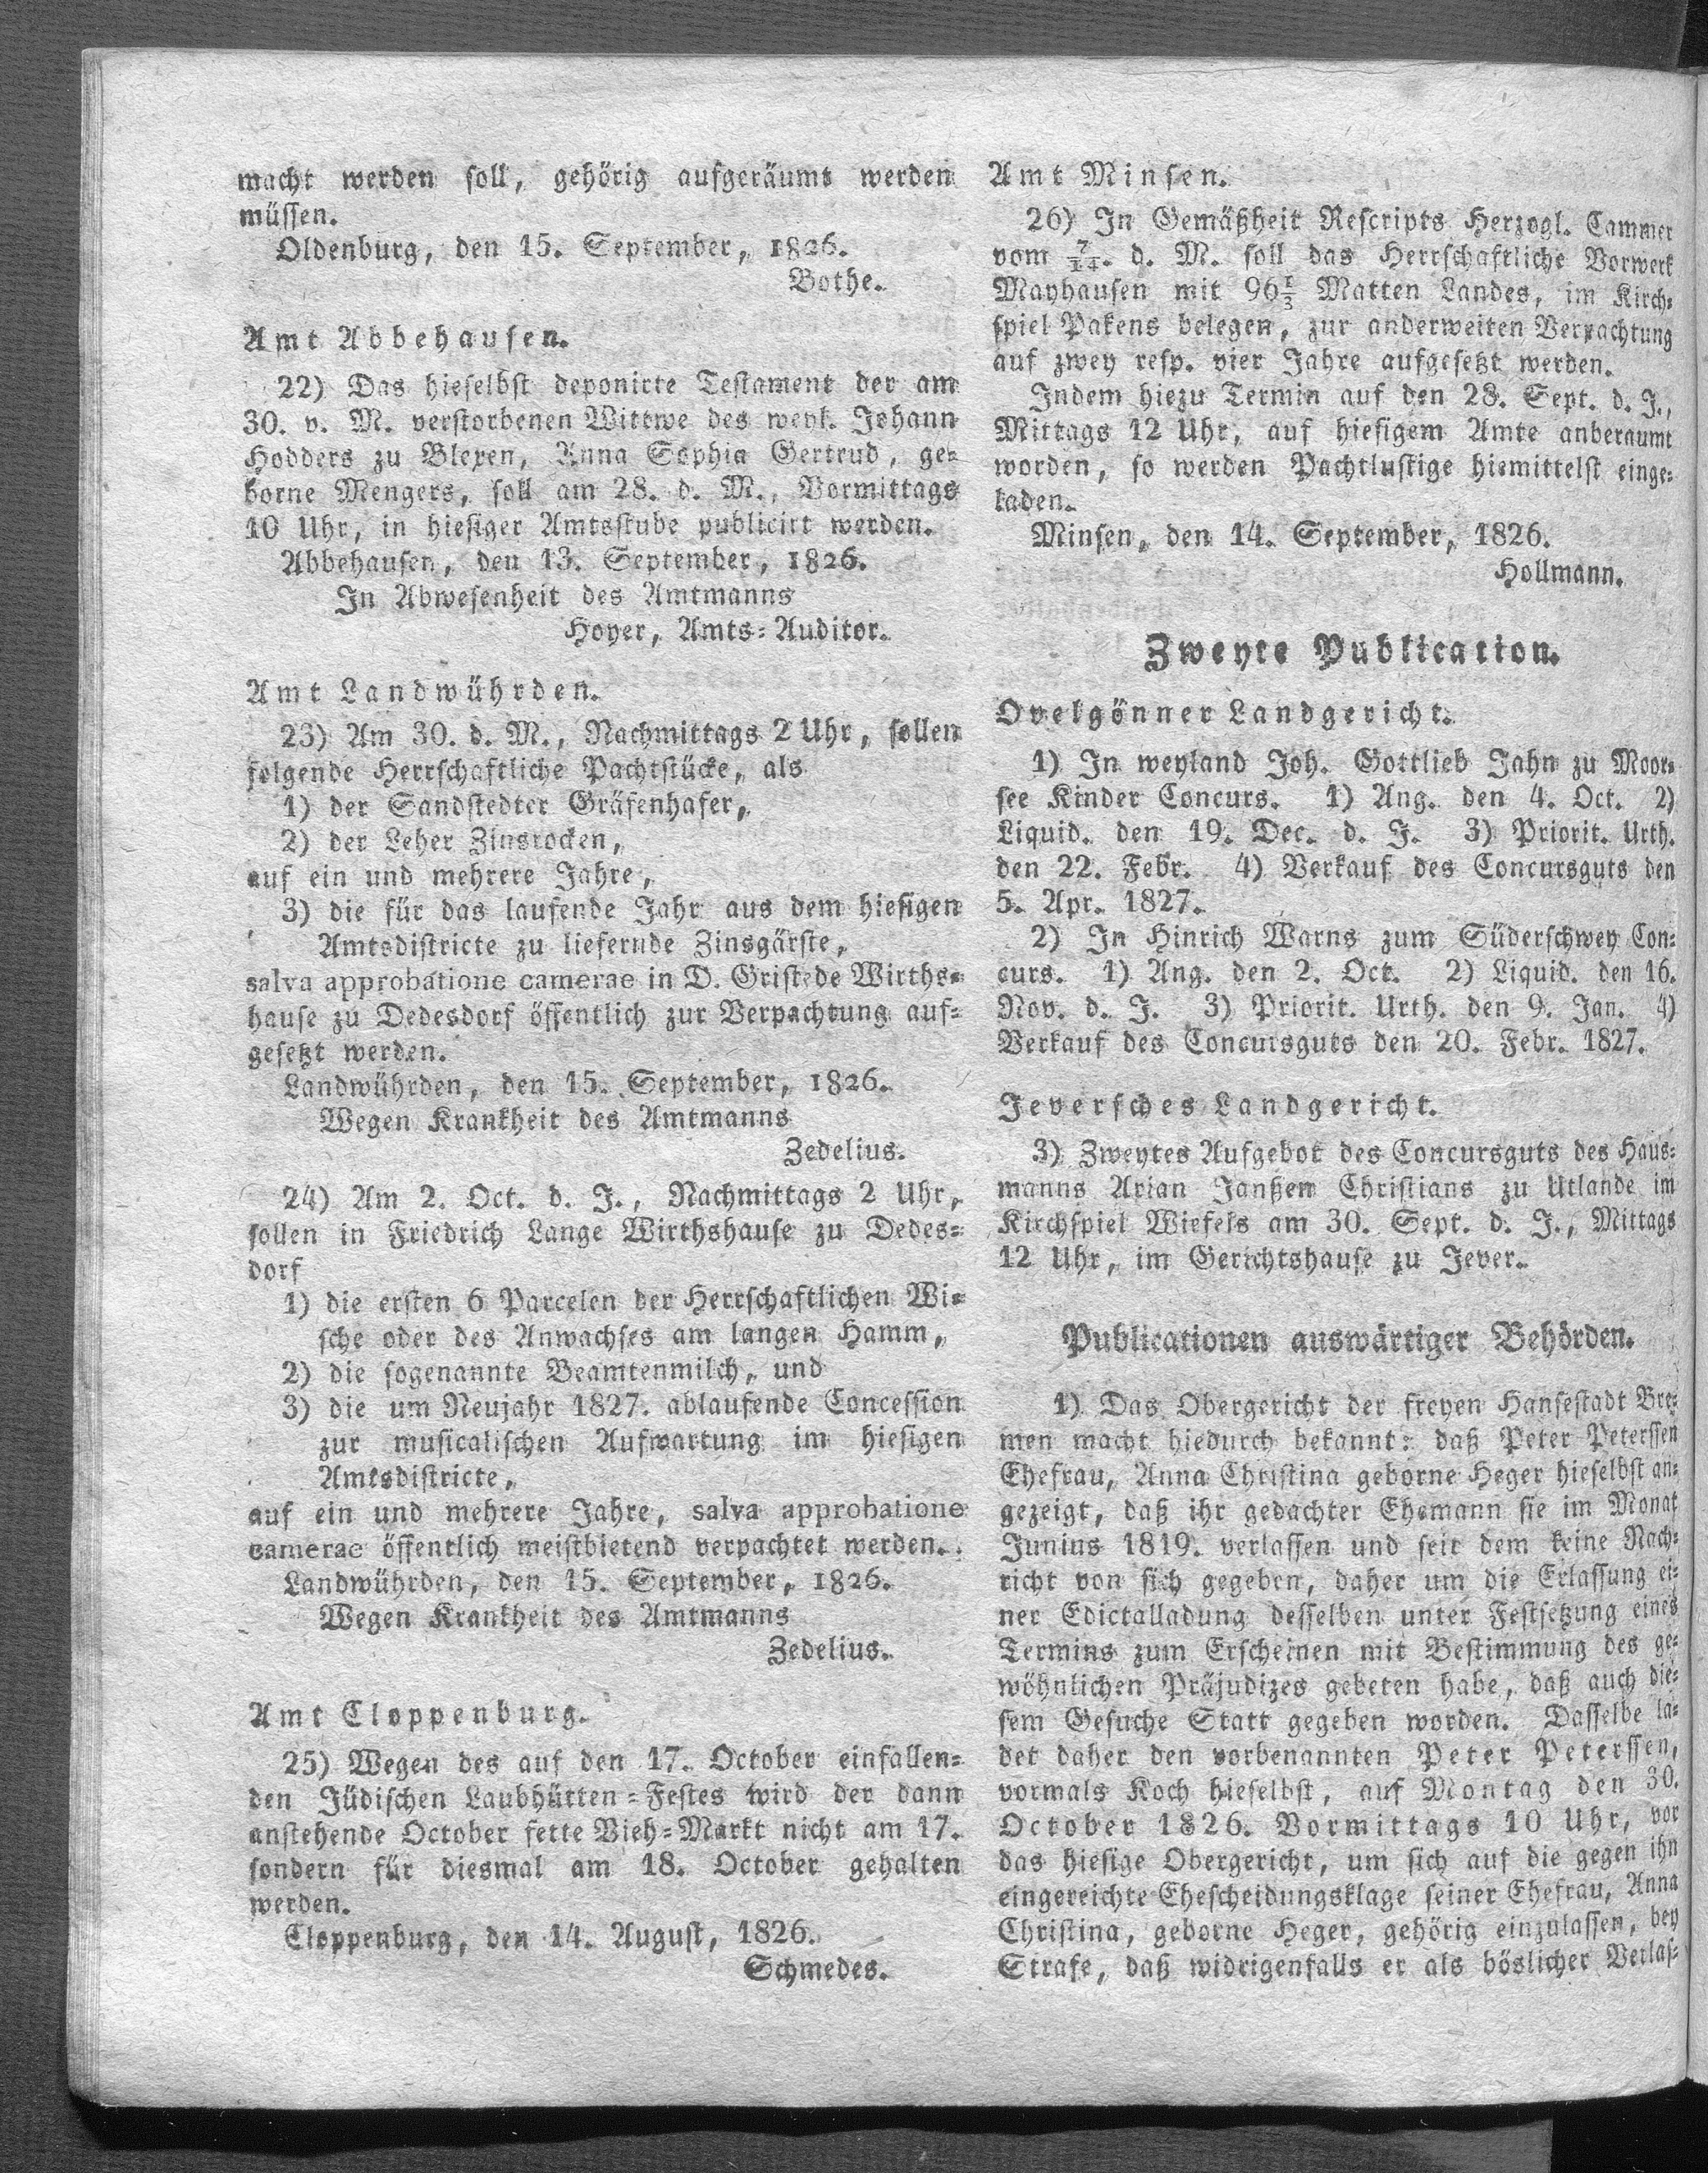 macht werden soll, gehörig aufgeräumt werden
müssen.
Oldenburg, den 15. September, 1826.
Bothe.
Amt Abbehausen.
22) Das hieselbst deponirte Testament der am
30. v. M. verstorbenen Wittwe des weyl. Johann
Hodders zu Blexen, Anna Sophia Gertrud, ge-
borne Mengers, soll am 28. d. M., Vormittags
10 Uhr, in hiesiger Amtsstube publicirt werden.
Abbehausen, den 13. September, 1826.
In Abwesenheit des Amtmanns
Hoyer, Amts-Auditor.
Amt Landwührden.
23) Am 30. d. M., Nachmittags 2 Uhr, sollen
folgende Herrschaftliche Pachtstücke, als
1) der Sandstedter Gräfenhafer,
2) der Leher Zinsrocken,
auf ein und mehrere Jahre,
3) die für das laufende Jahr aus dem hiesigen
Amtsdistricte zu liefernde Zinsgärste,
salva approbatione camerae in D. Gristede Wirths-
hause zu Dedesdorf öffentlich zur Verpachtung auf-
gesetzt werden.
Landwührden, den 15. September, 1826.
Wegen Krankheit des Amtmanns
Zedelius.
24) Am 2. Oct. d. J., Nachmittags 2 Uhr,
sollen in Friedrich Lange Wirthshause zu Dedes-
dorf
1) die ersten 6 Parcelen der Herrschaftlichen Wi-
sche oder des Anwachses am langen Hamm,
2) die sogenannte Beamtenmilch, und
3) die um Neujahr 1827. ablaufende Concession
zur musicalischen Aufwartung im hiesigen
Amtsdistricte,
auf ein und mehrere Jahre, salva approbatione
camerae öffentlich meistbietend verpachtet werden.
Landwührden, den 15. September, 1826.
Wegen Krankheit des Amtmanns
Zedelius.
Amt Cloppenburg.
25) Wegen des auf den 17. October einfallen-
den Jüdischen Laubhütten-Festes wird der dann
anstehende October fette Vieh-Markt nicht am 17.
sondern für diesmal am 18. October gehalten
werden.
Cloppenburg, den 14. August, 1826.
Schmedes.
Amt Minsen.
26) In Gemäßheit Rescripts Herzogl. Cammer
vom 7/14. d. M. soll das Herrschaftliche Vorwerk
Mayhausen mit 96 1/3 Matten Landes, im Kirch-
spiel Pakens belegen, zur anderweiten Verpachtung
auf zwey resp. vier Jahre aufgesetzt werden.
Indem hiezu Termin auf den 28. Sept. d. J.,
Mittags 12 Uhr, auf hiesigem Amte anberaumt
worden, so werden Pachtlustige hiemittelst einge-
laden.
Minsen, den 14. September, 1826.
Hollmann.
Zweyte Publication.
Ovelgönner Landgericht.
1) In weyland Joh. Gottlieb Jahn zu Moor-
see Kinder Concurs. 1) Ang. den 4. Oct. 2)
Liquid. den 19. Dec. d. J. 3) Priorit. Urth.
den 22. Febr. 4) Verkauf des Concursguts den
5. Apr. 1827.
2) In Hinrich Warns zum Süderschwey Con-
curs. 1) Ang. den 2. Oct. 2) Liquid. den 16.
Nov. d. J. 3) Priorit. Urth. den 9. Jan. 4)
Verkauf des Concursguts den 20. Febr. 1827.
Jeversches Landgericht.
3) Zweytes Aufgebot des Concursguts des Haus-
manns Arian Janßen Christians zu Utlande im
Kirchspiel Wiefels am 30. Sept. d. J., Mittags
12 Uhr, im Gerichtshause zu Jever.
Publicationen auswärtiger Behörden.
1) Das Obergericht der freyen Hansestadt Bre-
men macht hiedurch bekannt: daß Peter Peterssen
Ehefrau, Anna Christina geborne Heger hieselbst an-
gezeigt, daß ihr gedachter Ehemann sie im Monat
Junius 1819. verlassen und seit dem keine Nach-
richt von sich gegeben, daher um die Erlassung ei-
ner Edictalladung desselben unter Festsetzung eines
Termins zum Erscheinen mit Bestimmung des ge-
wöhnlichen Präjudizes gebeten habe, daß auch die-
sem Gesuche Statt gegeben worden. Dasselbe la-
det daher den vorbenannten Peter Peterssen,
vormals Koch hieselbst, auf Montag den 30.
October 1826. Vormittags 10 Uhr, vor
das hiesige Obergericht, um sich auf die gegen ihn
eingereichte Ehescheidungsklage seiner Ehefrau, Anna
Christina, geborne Heger, gehörig einzulassen, bey
Strafe, daß widrigenfalls er als böslicher Verlas-